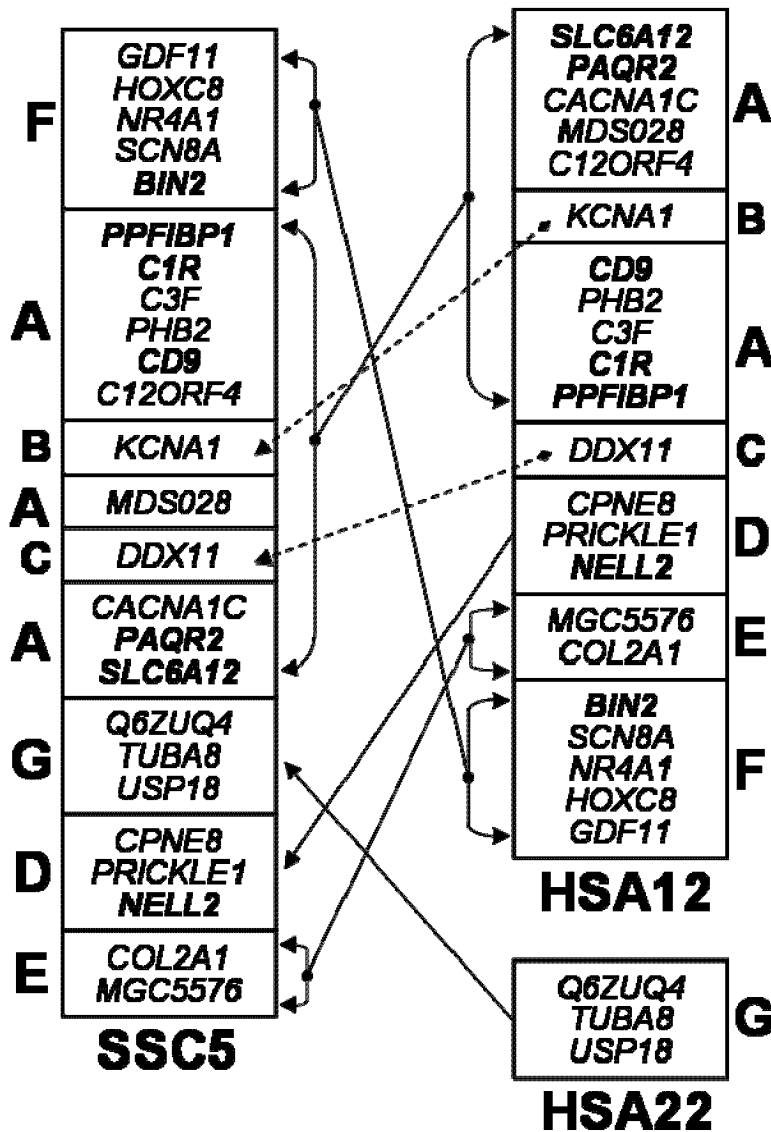 F
GDF11
HOXC8
NR4A1
SCN8A
BIN2
A
PPFIBP1
C1R
C3F
PHB2
CD9
C12ORF4
B
KCNA1
A
MDS028
C
DDX11
A
CACNA1C
PAQR2
SLC6A12
G
Q6ZUQ4
TUBA8
USP18
D
CPNE8
PRICKLE1
NELL2
E
COL2A1
MGC5576
SSC5
SLC6A12
PAQR2
CACNA1C
MDS028
C12ORF4
A
KCNA1
B
CD9
PHB2
C3F
C1R
PPFIBP1
A
DDX11
C
CPNE8
PRICKLE1
NELL2
D
MGC5576
COL2A1
E
BIN2
SCN8A
NR4A1
HOXC8
GDF11
F
HSA12
Q6ZUQ4
TUBA8
USP18
G
HSA22